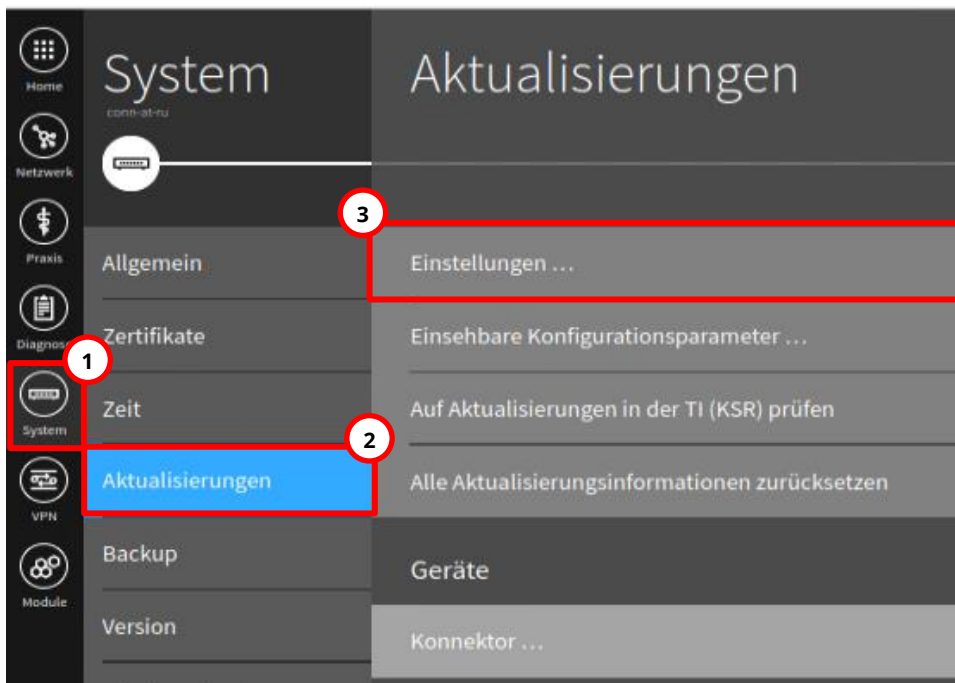 Home
Netzwerk
Praxis
Diagnose
1
System
VPN
Module
System
conn-at-ru
Allgemein
Zertifikate
Zeit
2
Aktualisierungen
Backup
Version
Aktualisierungen
3
Einstellungen ...
Einsehbare Konfigurationsparameter ...
Auf Aktualisierungen in der TI (KSR) prüfen
Alle Aktualisierungsinformationen zurücksetzen
Geräte
Konnektor ...